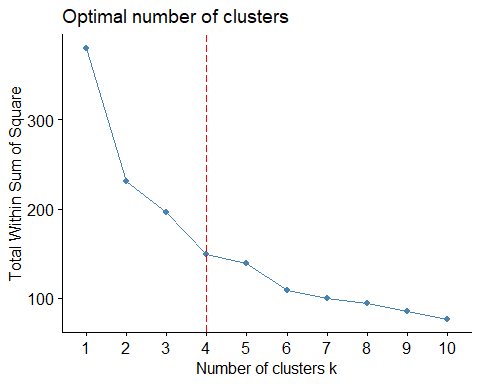 Optimal number of clusters
Total Within Sum of Square
300
200
100
1 2 3 4 5 6 7 8 9 10
Number of clusters k